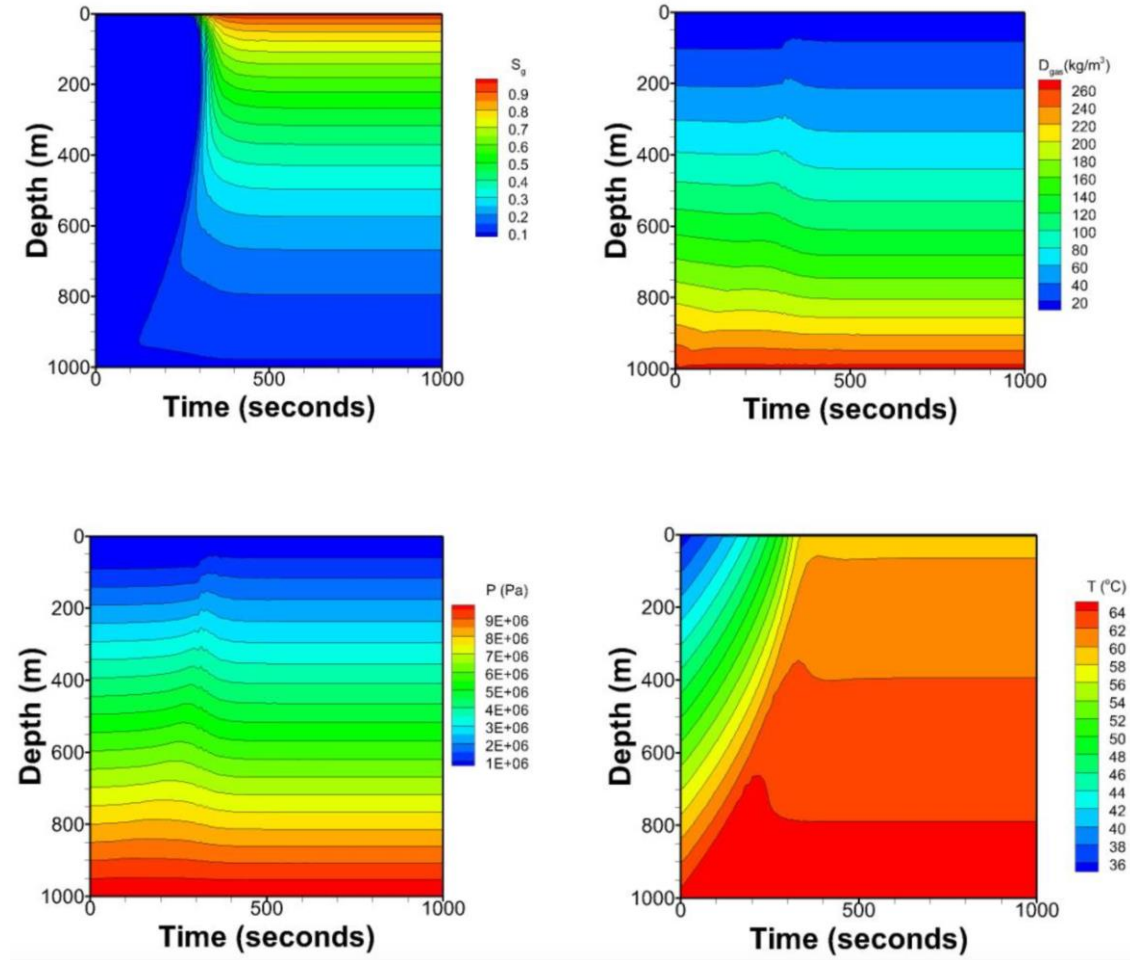 S_g
0
200
400
600
800
1000
Depth (m)
0 500 1000
Time (seconds)
0.9
0.8
0.7
0.6
0.5
0.4
0.3
0.2
0.1
D_gas(kg/m³)
0
200
400
600
800
1000
Depth (m)
0 500 1000
Time (seconds)
260
240
220
200
180
160
140
120
100
80
60
40
20
P (Pa)
0
200
400
600
800
1000
Depth (m)
0 500 1000
Time (seconds)
9E+06
8E+06
7E+06
6E+06
5E+06
4E+06
3E+06
2E+06
1E+06
T (°C)
0
200
400
600
800
1000
Depth (m)
0 500 1000
Time (seconds)
64
62
60
58
56
54
52
50
48
46
44
42
40
38
36